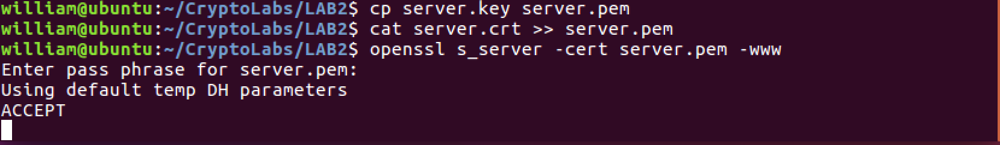 william@ubuntu:~/CryptoLabs/LAB2$ cp server.key server.pem
william@ubuntu:~/CryptoLabs/LAB2$ cat server.crt >> server.pem
william@ubuntu:~/CryptoLabs/LAB2$ openssl s_server -cert server.pem -www
Enter pass phrase for server.pem:
Using default temp DH parameters
ACCEPT